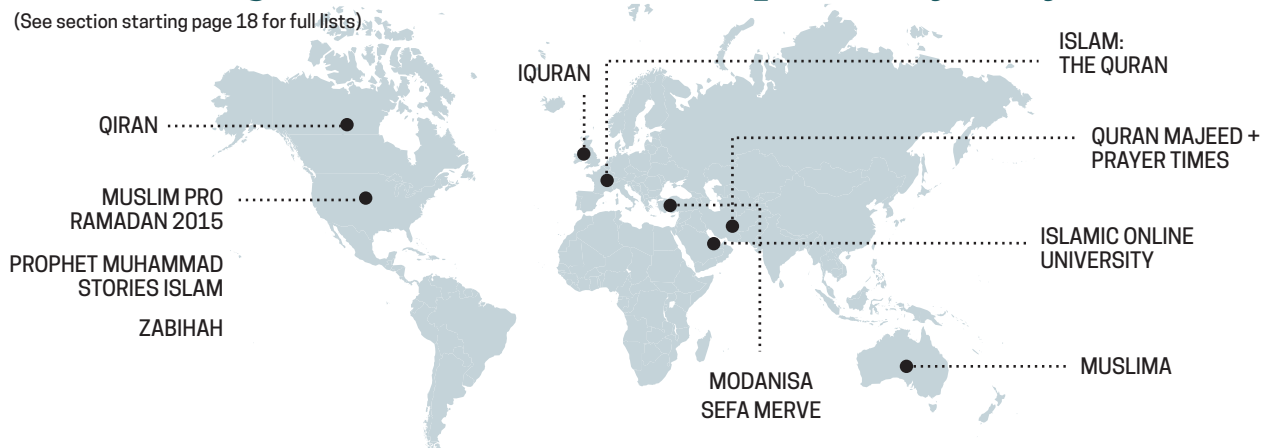 (See section starting page 18 for full lists)
ISLAM:
THE QURAN
IQURAN
QIRAN
QURAN MAJEED +
PRAYER TIMES
MUSLIM PRO
RAMADAN 2015
ISLAMIC ONLINE
UNIVERSITY
PROPHET MUHAMMAD
STORIES ISLAM
ZABIHAH
MUSLIMA
MODANISA
SEFA MERVE